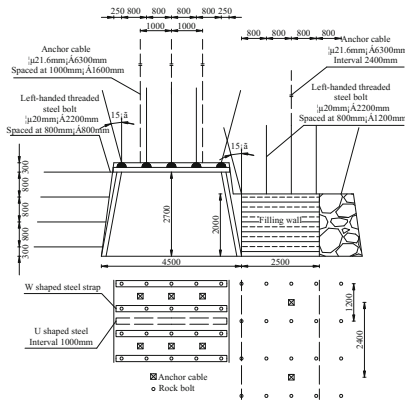 250 800 800 800 800 250
1000 1000
800 800 800 800
Anchor cable
¦µ21.6mm¡Á6300mm
Spaced at 1000mm¡Á1600mm
Anchor cable
¦µ21.6mm¡Á6300mm
Interval 2400mm
Left-handed threaded
steel bolt
¦µ20mm¡Á2200mm
Spaced at 800mm¡Á800mm
Left-handed threaded
steel bolt
¦µ20mm¡Á2200mm
Spaced at 800mm¡Á1200mm
15¡ã
15¡ã
300
800
800
800
300
2700
2000
Filling wall
4500
2500
W shaped steel strap
U shaped steel
Interval 1000mm
1200
2400
Anchor cable
Rock bolt